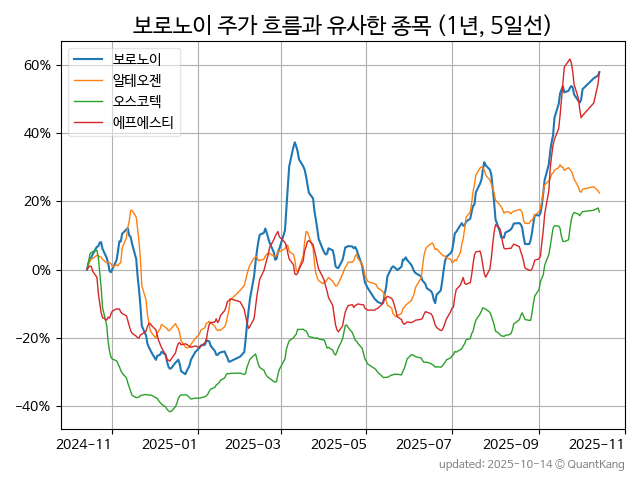 보로노이 주가 흐름과 유사한 종목 (1년, 5일선)
보로노이
알테오젠
오스코텍
에프에스티
60%
40%
20%
0%
−20%
−40%
2024-11
2025-01
2025-03
2025-05
2025-07
2025-09
2025-11
updated: 2025-10-14 © QuantKang